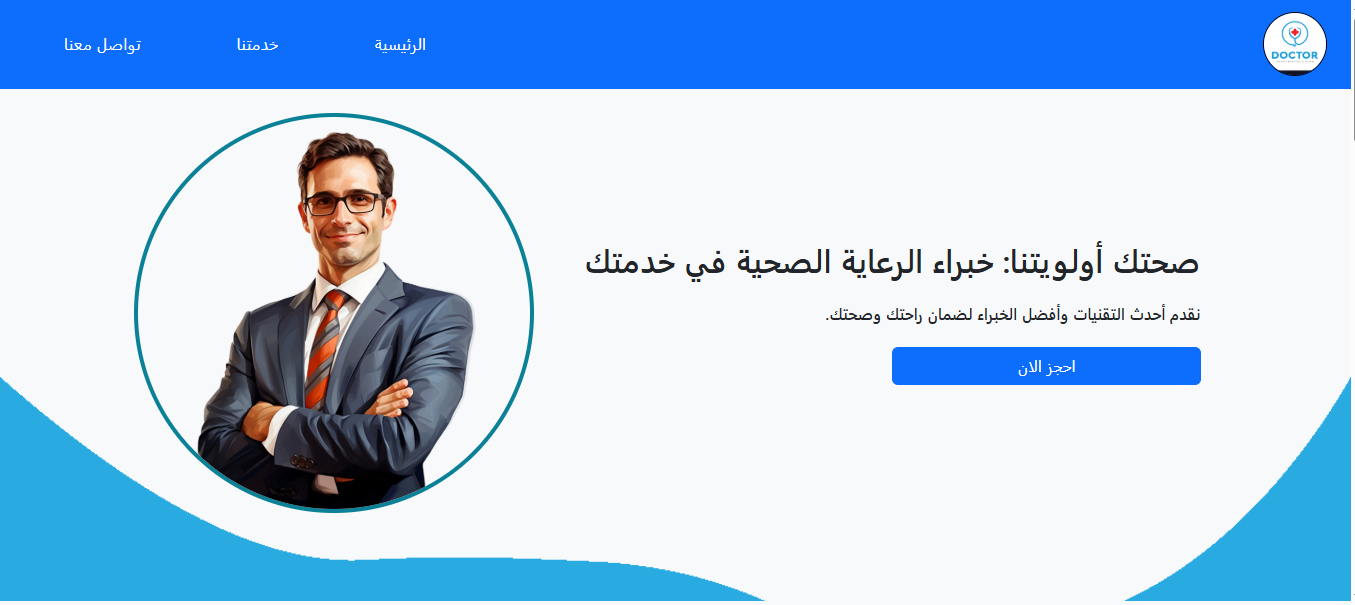 DOCTOR
الرئيسية
خدمتنا
تواصل معنا
صحتك أولويتنا: خبراء الرعاية الصحية في خدمتك
نقدم أحدث التقنيات وأفضل الخبراء لضمان راحتك وصحتك.
احجز الان